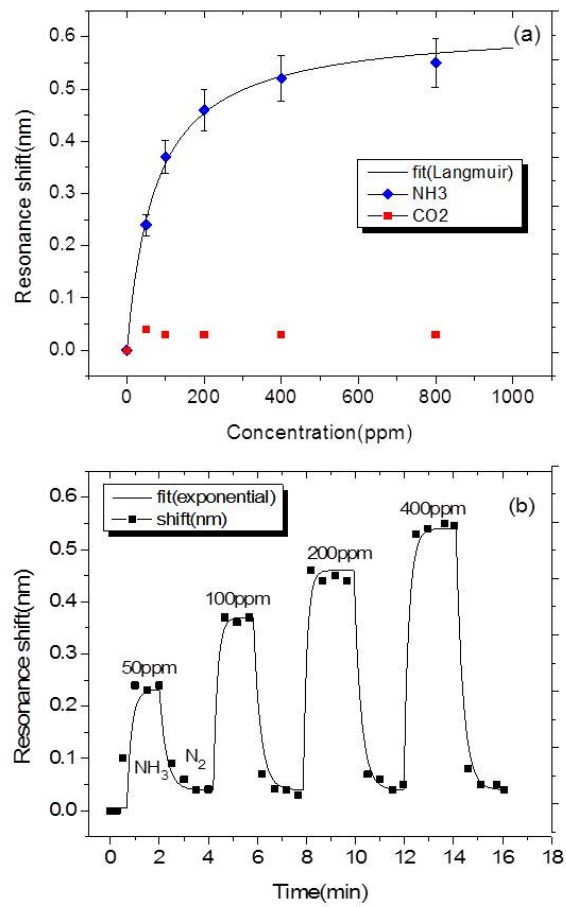 (a)
0.6
0.5
0.4
0.3
0.2
0.1
0.0
Resonance shift(nm)
fit(Langmuir)
NH3
CO2
0 200 400 600 800 1000
Concentration(ppm)
(b)
fit(exponential)
shift(nm)
0.6
0.5
0.4
0.3
0.2
0.1
0.0
Resonance shift(nm)
400ppm
200ppm
100ppm
50ppm
NH3 N2
0 2 4 6 8 10 12 14 16 18
Time(min)